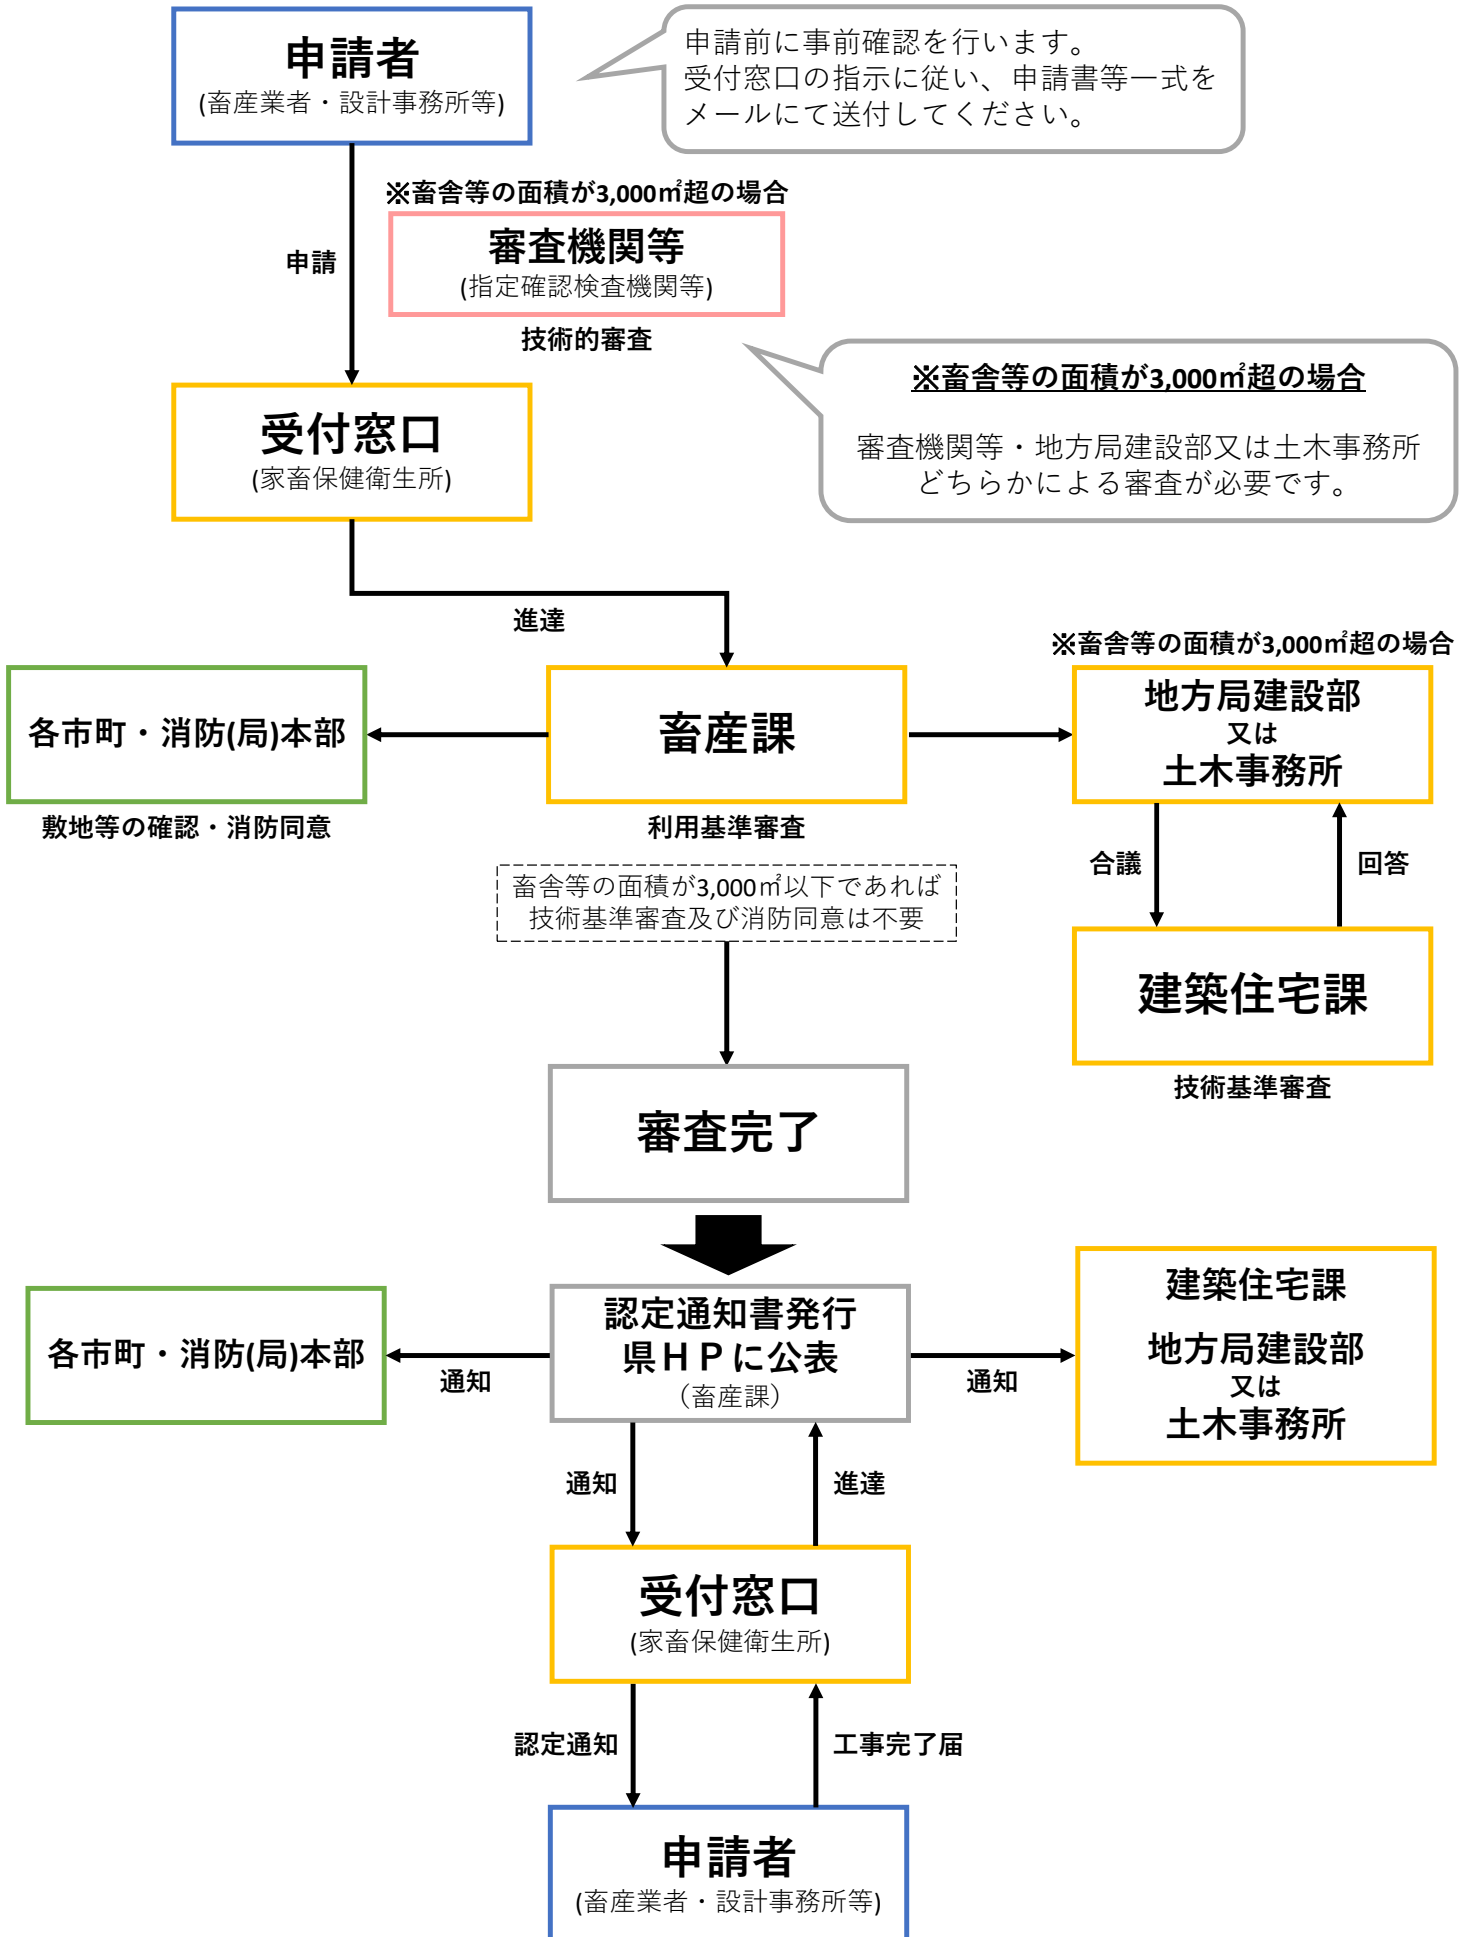 申請者
(畜産業者・設計事務所等)
申請前に事前確認を行います。
受付窓口の指示に従い、申請書等一式を
メールにて送付してください。
※畜舎等の面積が3,000㎡超の場合
審査機関等
(指定確認検査機関等)
技術的審査
申請
※畜舎等の面積が3,000㎡超の場合
審査機関等・地方局建設部又は土木事務所
どちらかによる審査が必要です。
受付窓口
(家畜保健衛生所)
進達
※畜舎等の面積が3,000㎡超の場合
各市町・消防(局)本部
敷地等の確認・消防同意
畜産課
利用基準審査
地方局建設部
又は
土木事務所
合議
回答
畜舎等の面積が3,000㎡以下であれば
技術基準審査及び消防同意は不要
建築住宅課
技術基準審査
審査完了
各市町・消防(局)本部
通知
認定通知書発行
県ＨＰに公表
（畜産課）
通知
建築住宅課
地方局建設部
又は
土木事務所
通知
進達
受付窓口
(家畜保健衛生所)
認定通知
工事完了届
申請者
(畜産業者・設計事務所等)